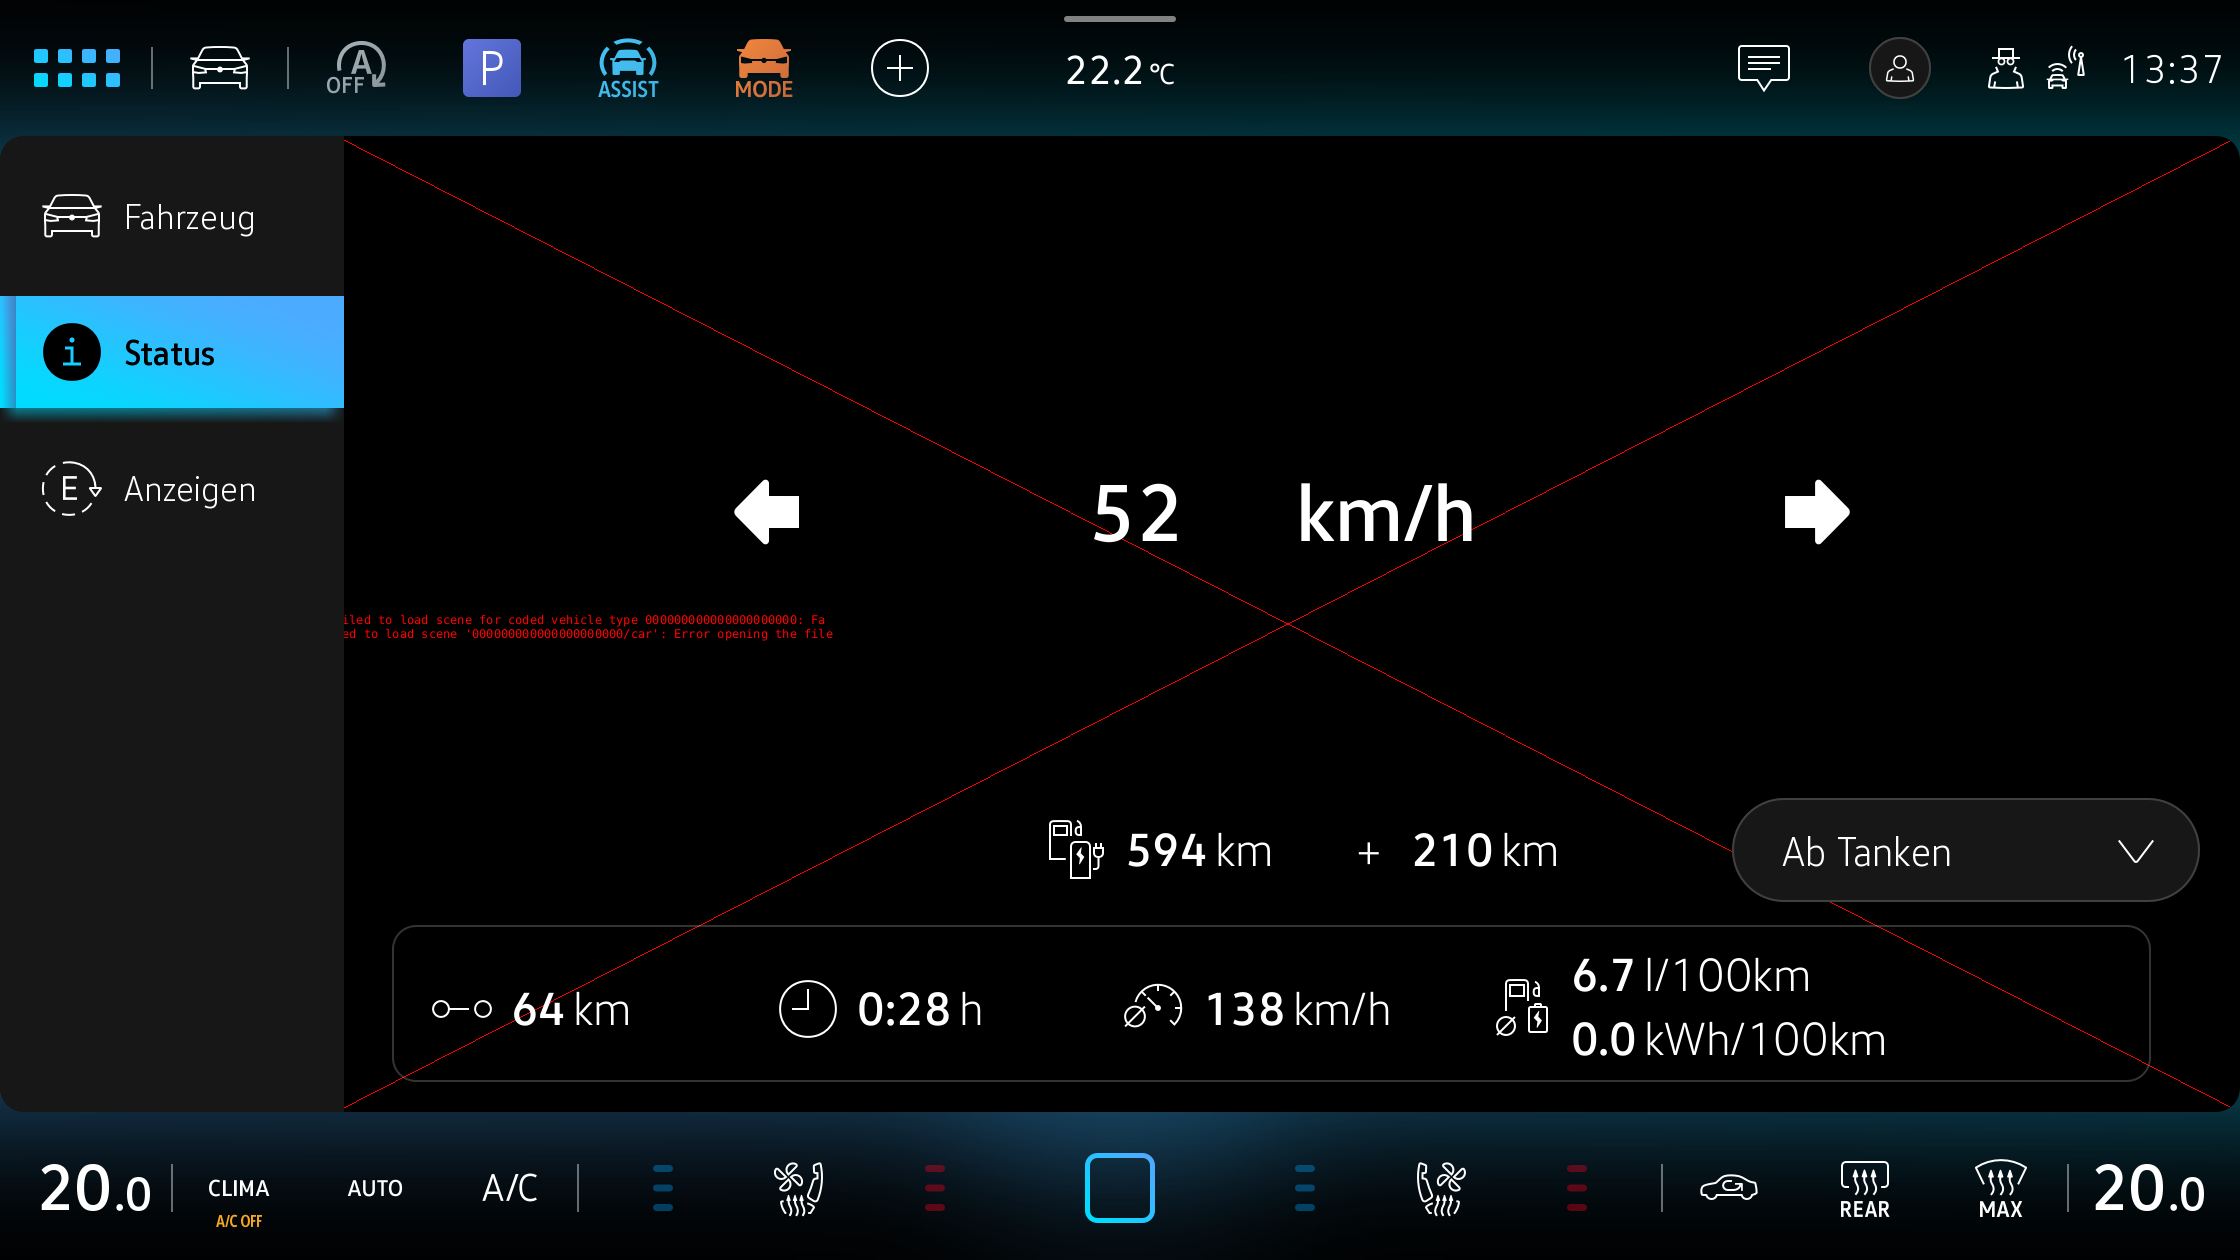 A
OFF
P
ASSIST
MODE
22.2 °C
13:37
Fahrzeug
i Status
E Anzeigen
52 km/h
iled to load scene for coded vehicle type 00000000000000000000: Fa
ed to load scene '00000000000000000000/car': Error opening the file
594 km + 210 km
Ab Tanken
64 km
0:28 h
138 km/h
6.7 l/100km
0.0 kWh/100km
20.0
CLIMA
A/C OFF
AUTO
A/C
REAR
MAX
20.0